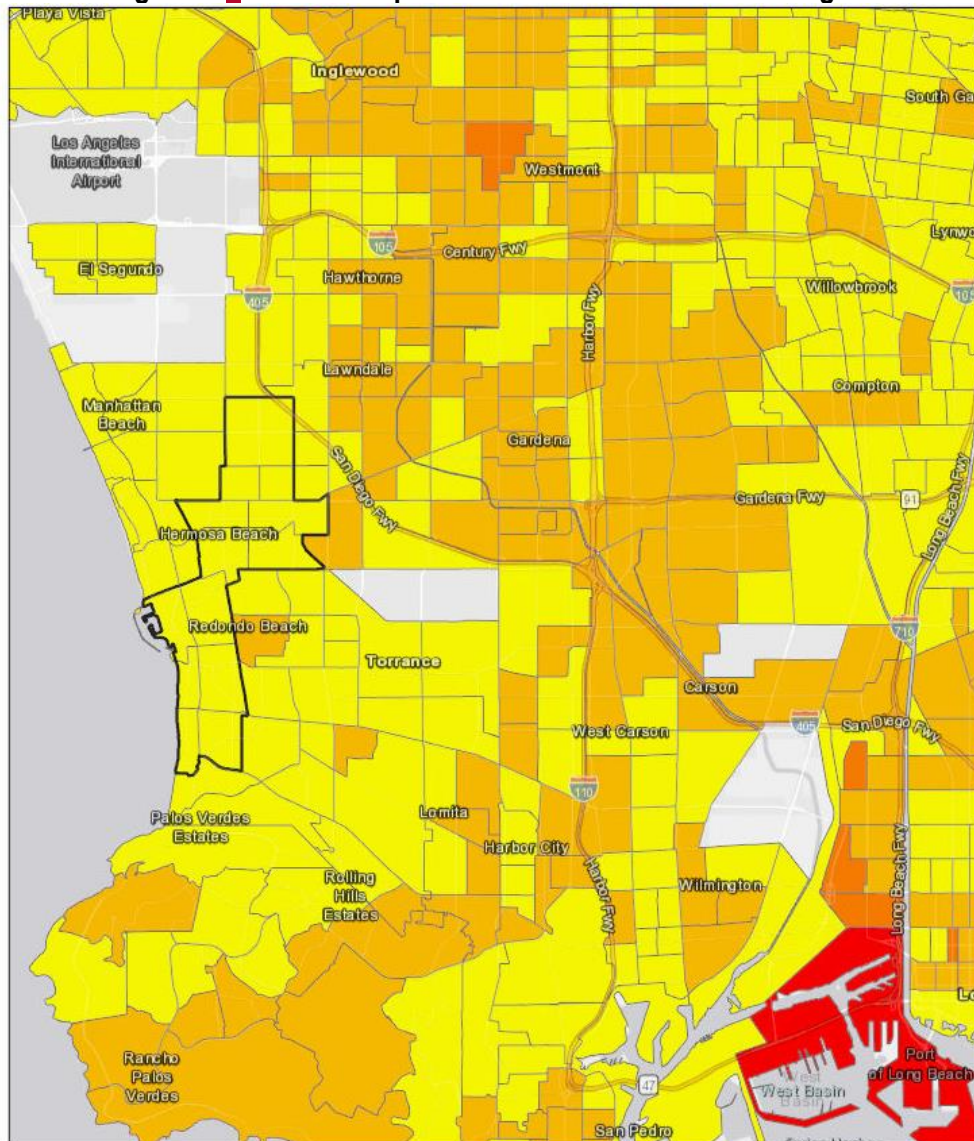 Playa Vista
Inglewood
South Ga
Los Angeles
International
Airport
Westmont
Lynwo
105
Century Fwy
El Segundo
Hawthorne
Willowbrook
105
405
Harbor Fwy
Lawndale
Compton
Manhattan
Beach
Gardena
San Diego Fwy
Gardena Fwy
91
Long Beach Fwy
Hermosa Beach
Redondo Beach
710
Torrance
Carson
West Carson
405
San Diego Fwy
110
Palos Verdes
Estates
Lomita
Harbor City
Long Beach Fwy
Rolling
Hills
Estates
Harbor Fwy
Wilmington
Lo
Rancho
Palos
Verdes
47
Port
of Long Beach
West
Basin
West Basin
San Pedro